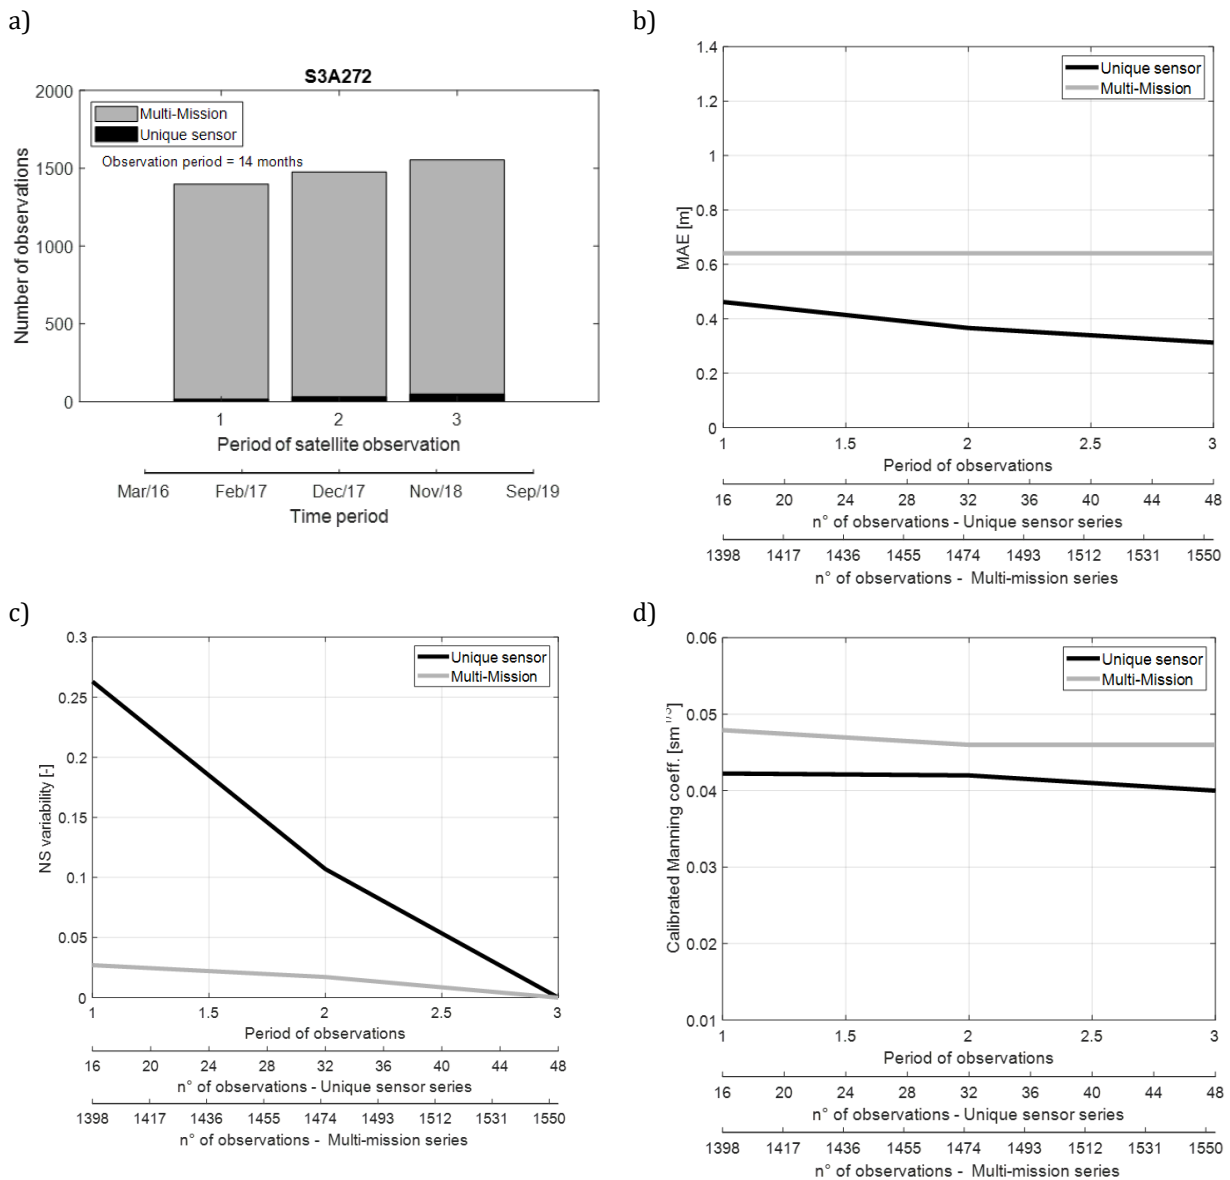 a)
S3A272
2000
1500
1000
500
0
Number of observations
Multi-Mission
Unique sensor
Observation period = 14 months
1 2 3
Period of satellite observation
Mar/16 Feb/17 Dec/17 Nov/18 Sep/19
Time period
b)
1.4
1.2
1
0.8
0.6
0.4
0.2
0
MAE [m]
Unique sensor
Multi-Mission
1 1.5 2 2.5 3
Period of observations
16 20 24 28 32 36 40 44 48
n° of observations - Unique sensor series
1398 1417 1436 1455 1474 1493 1512 1531 1550
n° of observations - Multi-mission series
c)
0.3
0.25
0.2
0.15
0.1
0.05
0
NS variability [-]
Unique sensor
Multi-Mission
1 1.5 2 2.5 3
Period of observations
16 20 24 28 32 36 40 44 48
n° of observations - Unique sensor series
1398 1417 1436 1455 1474 1493 1512 1531 1550
n° of observations - Multi-mission series
d)
0.06
0.05
0.04
0.03
0.02
0.01
Calibrated Manning coeff.
Unique sensor
Multi-Mission
1 1.5 2 2.5 3
Period of observations
16 20 24 28 32 36 40 44 48
n° of observations - Unique sensor series
1398 1417 1436 1455 1474 1493 1512 1531 1550
n° of observations - Multi-mission series